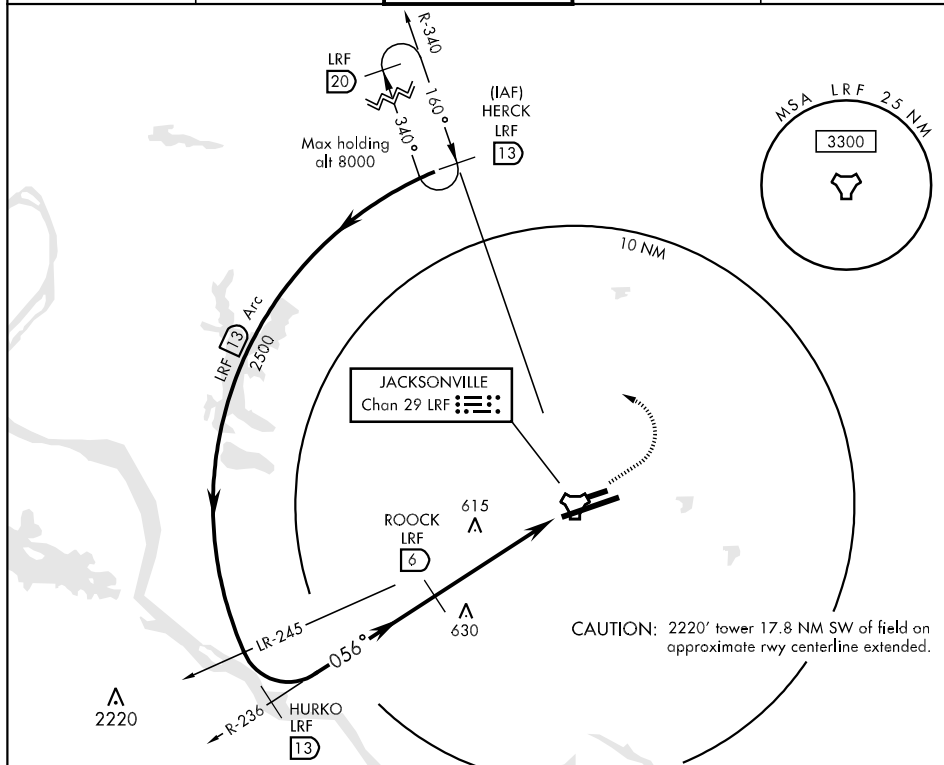 R-340
LRF
20
160°
340°
(IAF)
HERCK
LRF
13
Max holding
alt 8000
MSA LRF 25 NM
3300
10 NM
LRF 13 Arc
2500
JACKSONVILLE
Chan 29 LRF
615
ROOCK
LRF
6
630
LR-245
056°
CAUTION: 2220' tower 17.8 NM SW of field on
approximate rwy centerline extended.
2220
R-236
HURKO
LRF
13